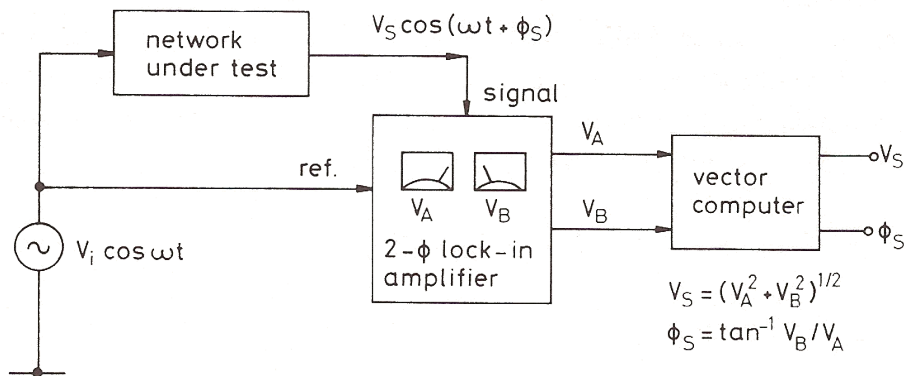 V_S cos(ωt + ϕ_S)
network
under test
signal
ref.
V_A
V_B
V_A
V_B
2-ϕ lock-in
amplifier
vector
computer
V_S
ϕ_S
~
V_i cos ωt
V_S = (V_A^2 + V_B^2)^1/2
ϕ_S = tan^-1 V_B/V_A